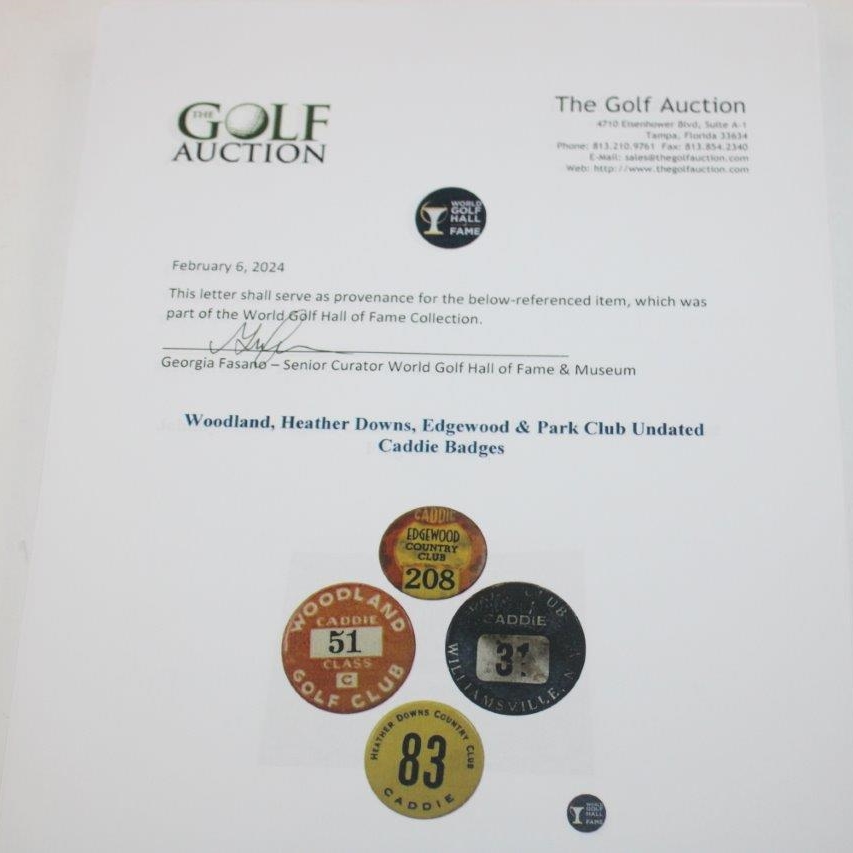 THE
GOLF
AUCTION
The Golf Auction
4710 Eisenhower Blvd, Suite A-1
Tampa, Florida 33634
Phone: 813.210.9761 Fax: 813.854.2340
E-Mail: sales@thegolfauction.com
Web: http://www.thegolfauction.com
WORLD
GOLF
HALL
FAME
February 6, 2024
This letter shall serve as provenance for the below-referenced item, which was
part of the World Golf Hall of Fame Collection.
Georgia Fasano – Senior Curator World Golf Hall of Fame & Museum
Woodland, Heather Downs, Edgewood & Park Club Undated
Caddie Badges
CADDIE
EDGEWOOD
COUNTRY
CLUB
208
WOODLAND
CADDIE
51
CLASS
C
GOLF CLUB
CLUB
CADDIE
31
WILLIAMSVILLE, N.Y.
HEATHER DOWNS COUNTRY CLUB
83
CADDIE
WORLD
GOLF
HALL
FAME